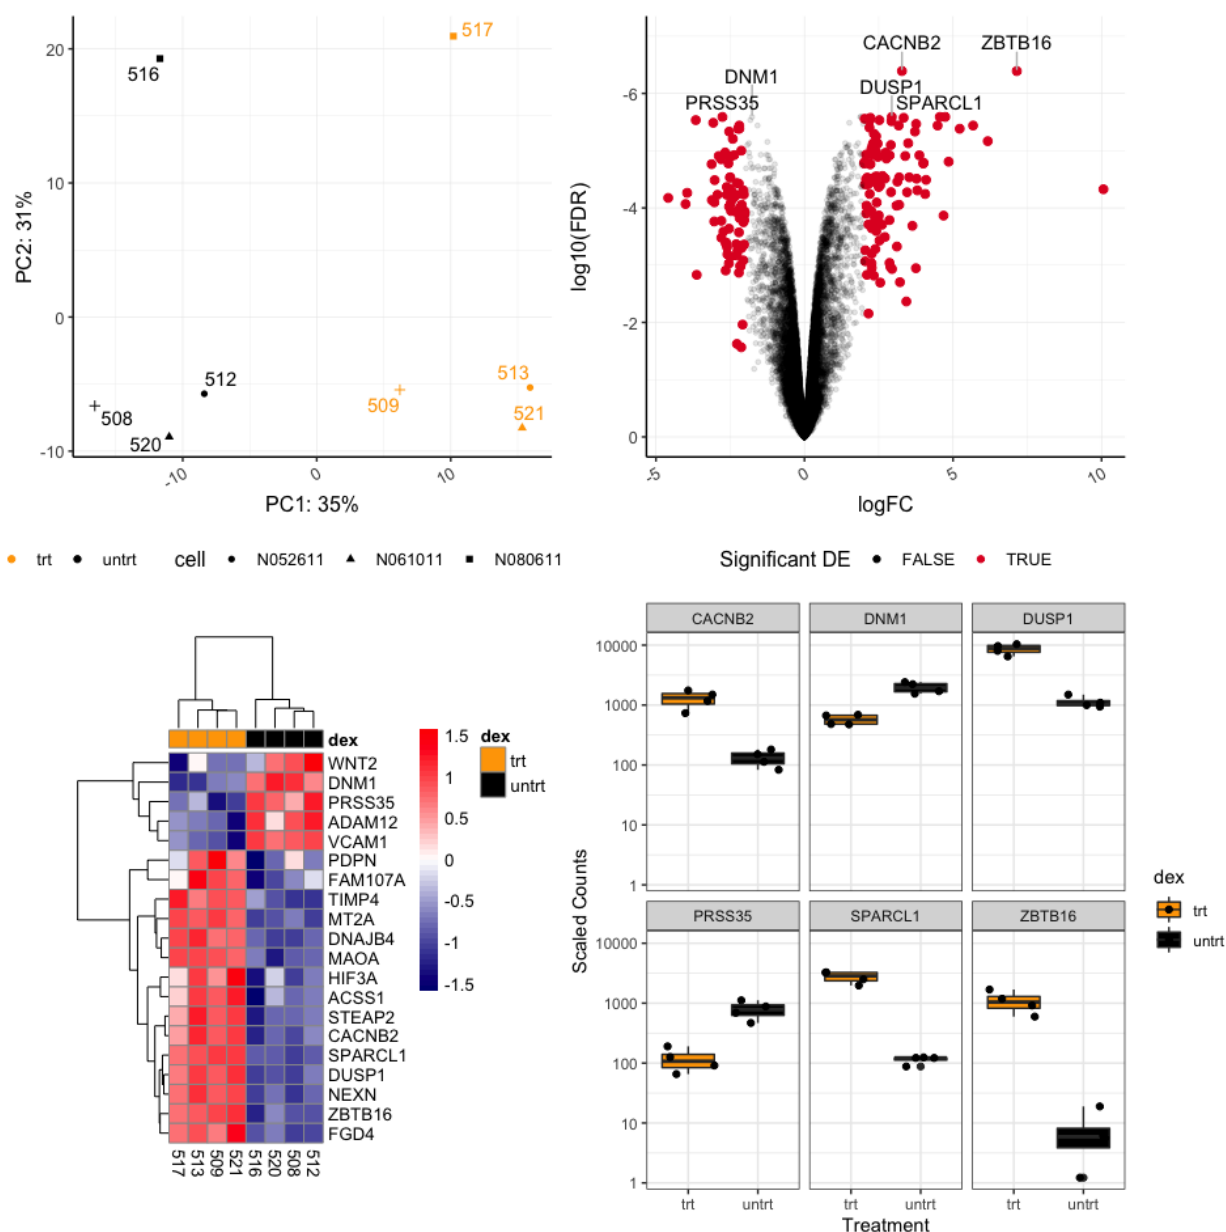 20
10
0
-10
PC2: 31%
517
516
512
513
509
508
520
521
-10
0
10
PC1: 35%
trt
untrt
cell
N052611
N061011
N080611
-6
-4
-2
0
log10(FDR)
CACNB2
ZBTB16
DNM1
DUSP1
PRSS35
SPARCL1
-5
0
5
10
logFC
Significant DE
FALSE
TRUE
dex
WNT2
DNM1
PRSS35
ADAM12
VCAM1
PDPN
FAM107A
TIMP4
MT2A
DNAJB4
MAOA
HIF3A
ACSS1
STEAP2
CACNB2
SPARCL1
DUSP1
NEXN
ZBTB16
FGD4
517
513
509
521
516
520
508
512
1.5
1
0.5
0
-0.5
-1
-1.5
dex
trt
untrt
CACNB2
DNM1
DUSP1
10000
1000
100
10
1
Scaled Counts
PRSS35
SPARCL1
ZBTB16
10000
1000
100
10
1
trt
untrt
trt
untrt
trt
untrt
Treatment
dex
trt
untrt